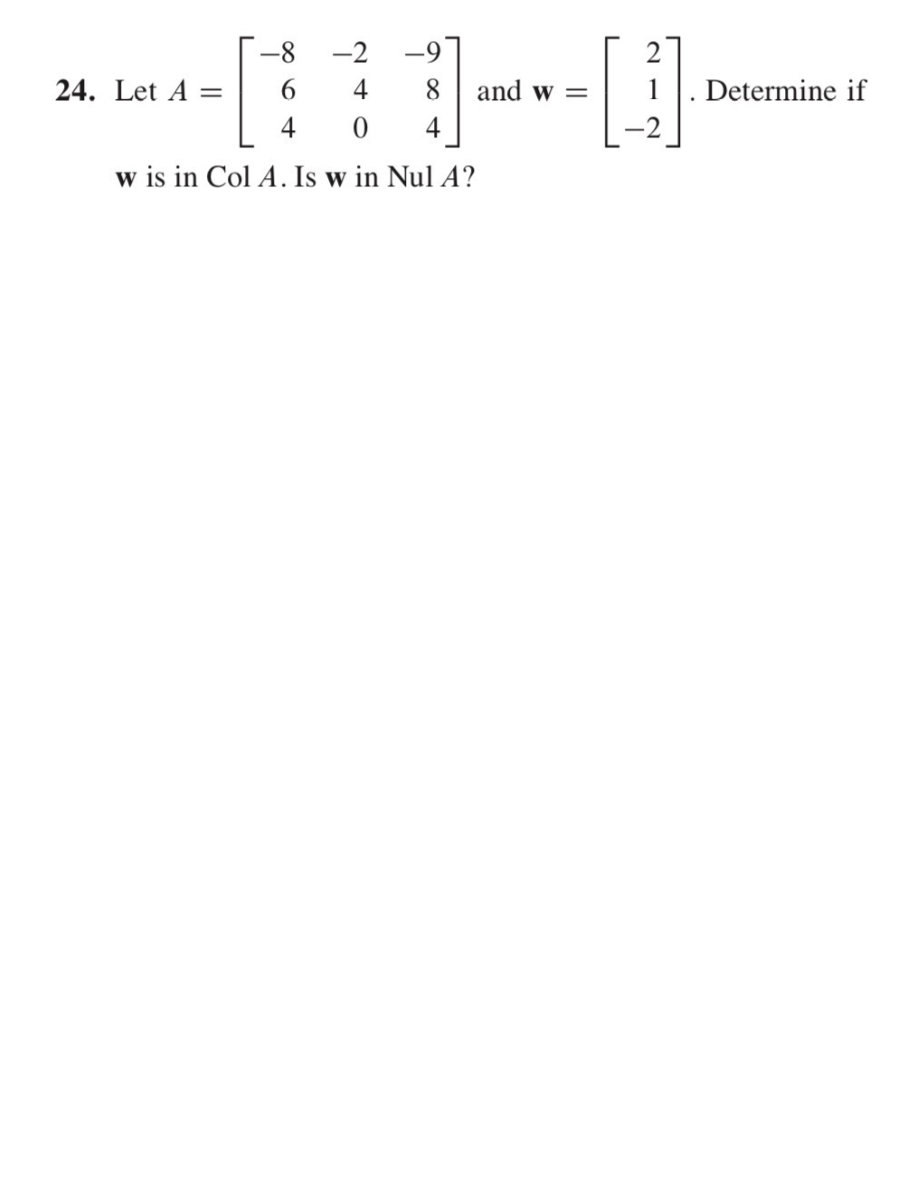 24. Let A = [−8 −2 −9; 6 4 8; 4 0 4] and w = [2; 1; −2]. Determine if
w is in Col A. Is w in Nul A?